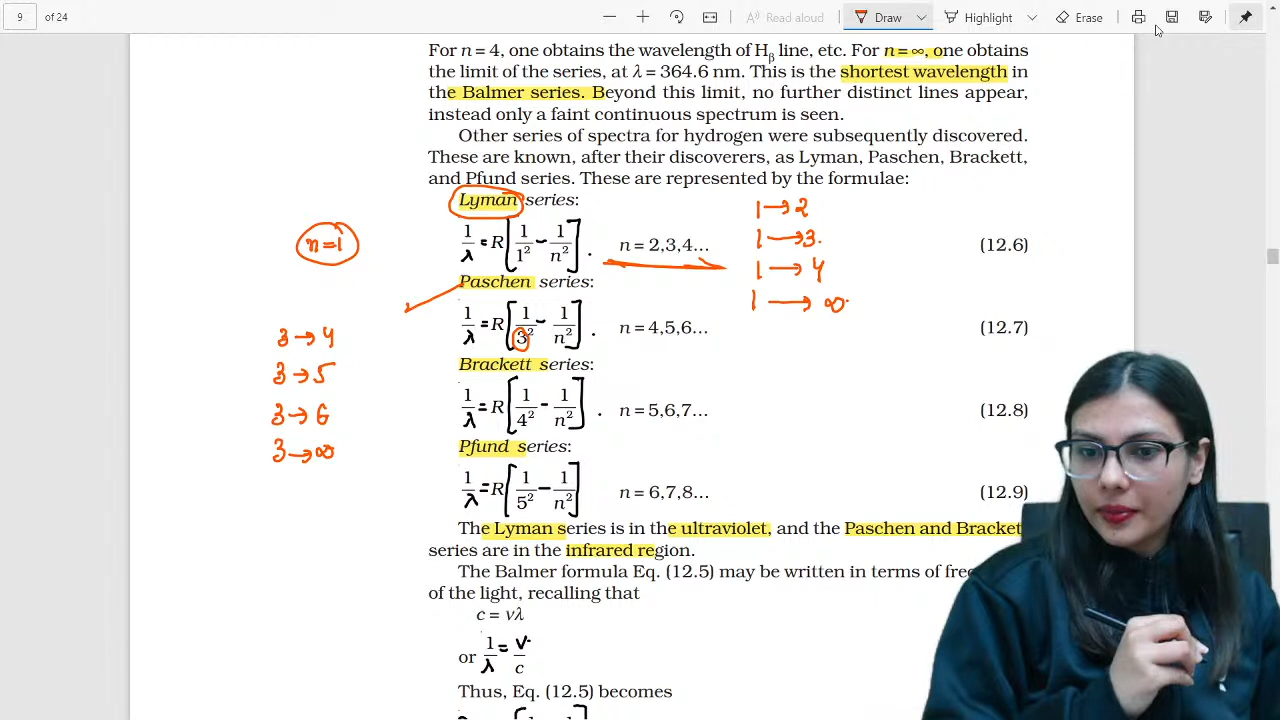 9 of 24
Read aloud
Draw
Highlight
Erase
For n = 4, one obtains the wavelength of Hβ line, etc. For n = ∞, one obtains
the limit of the series, at λ = 364.6 nm. This is the shortest wavelength in
the Balmer series. Beyond this limit, no further distinct lines appear,
instead only a faint continuous spectrum is seen.
Other series of spectra for hydrogen were subsequently discovered.
These are known, after their discoverers, as Lyman, Paschen, Brackett,
and Pfund series. These are represented by the formulae:
Lyman series:
1/λ = R[1/1² − 1/n²]. n = 2,3,4... (12.6)
n=1
1 → 2
1 → 3
1 → 4
1 → ∞
Paschen series:
1/λ = R[1/3² − 1/n²]. n = 4,5,6... (12.7)
3 → 4
3 → 5
3 → 6
3 → ∞
Brackett series:
1/λ = R[1/4² − 1/n²]. n = 5,6,7... (12.8)
Pfund series:
1/λ = R[1/5² − 1/n²] n = 6,7,8... (12.9)
The Lyman series is in the ultraviolet, and the Paschen and Bracket
series are in the infrared region.
The Balmer formula Eq. (12.5) may be written in terms of
of the light, recalling that
c = νλ
or 1/λ = ν/c
Thus, Eq. (12.5) becomes